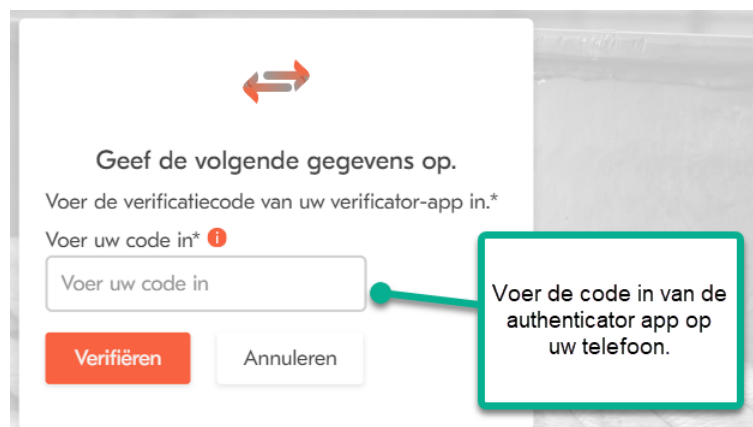 Geef de volgende gegevens op.
Voer de verificatiecode van uw verificator-app in.*
Voer uw code in* i
Voer uw code in
Verifiëren Annuleren
Voer de code in van de
authenticator app op
uw telefoon.